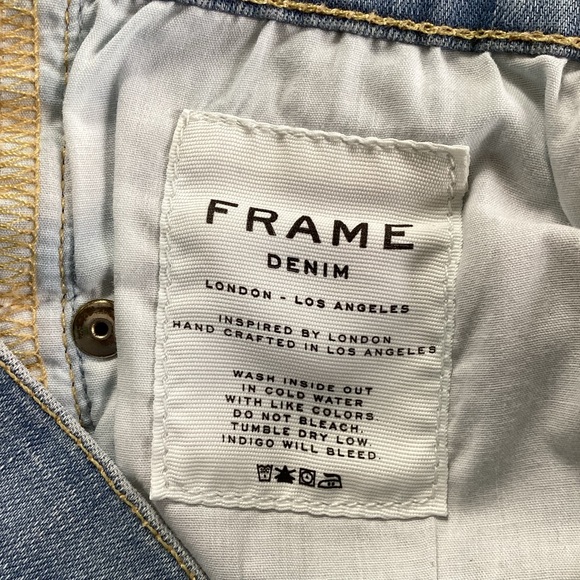 FRAME
DENIM
LONDON - LOS ANGELES
INSPIRED BY LONDON
HAND CRAFTED IN LOS ANGELES
WASH INSIDE OUT
IN COLD WATER
WITH LIKE COLORS.
DO NOT BLEACH.
TUMBLE DRY LOW.
INDIGO WILL BLEED.